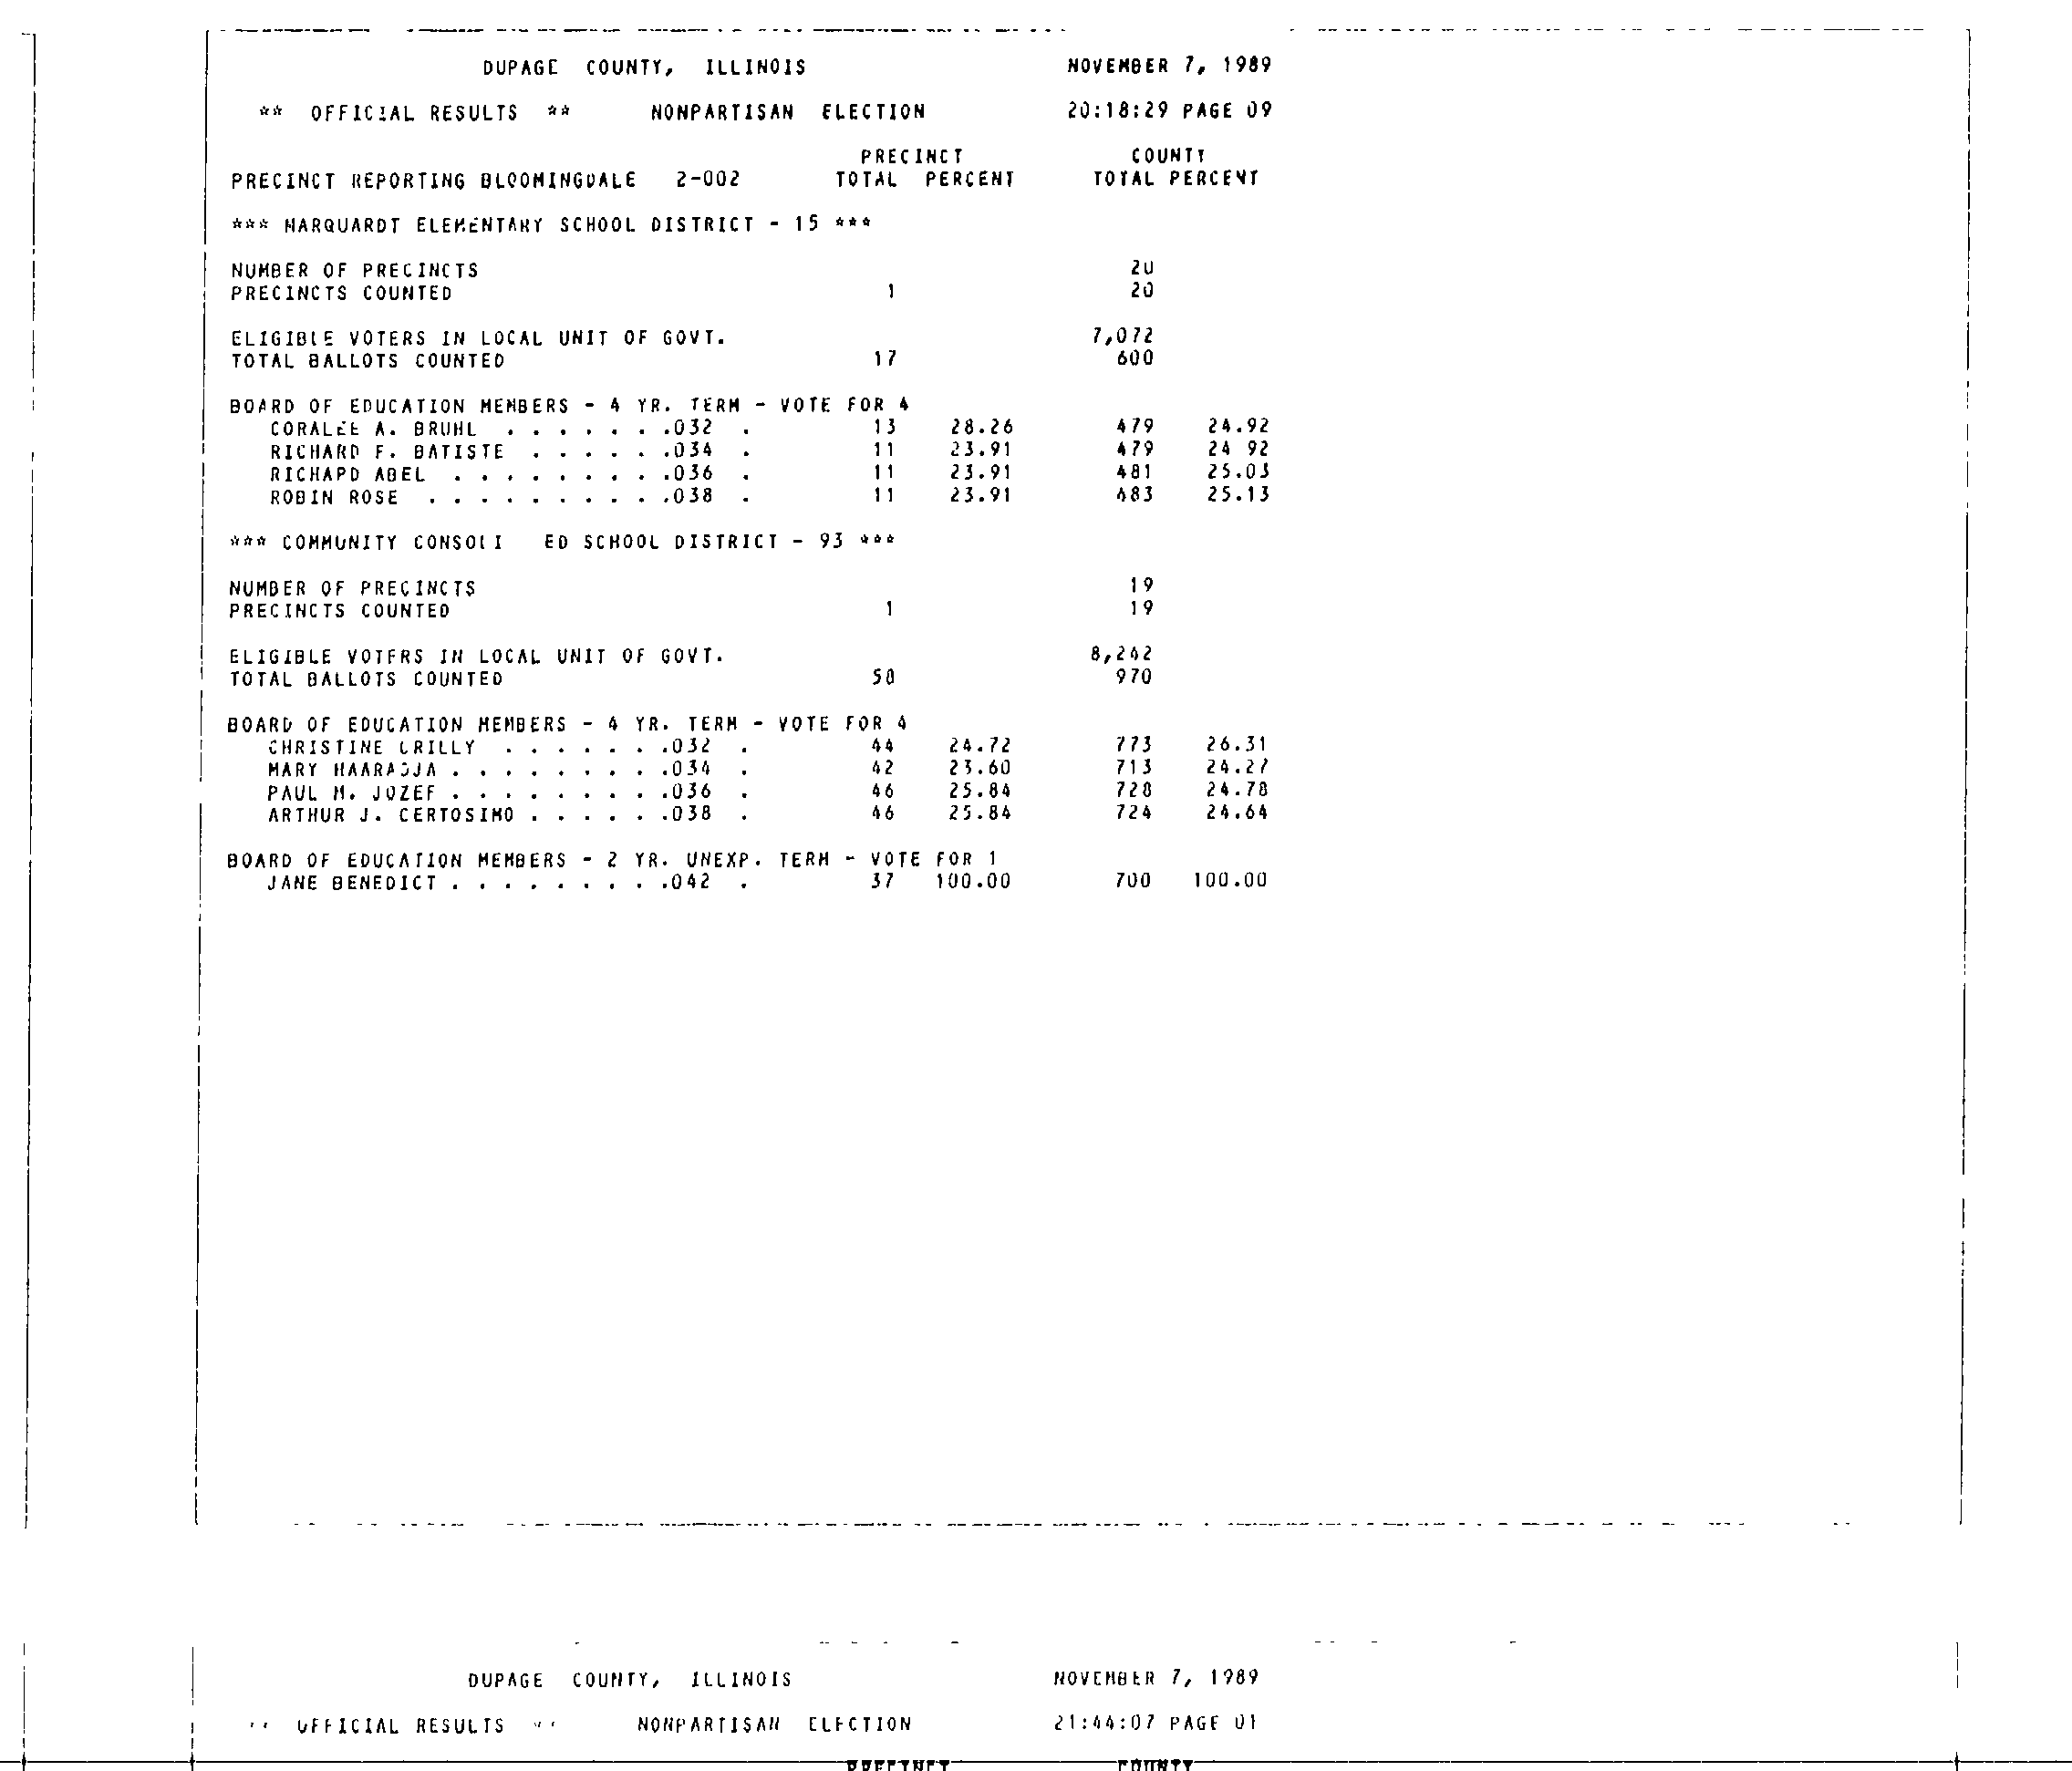 DUPAGE COUNTY, ILLINOIS NOVEMBER 7, 1989
** OFFICIAL RESULTS ** NONPARTISAN ELECTION 20:18:29 PAGE 09
PRECINCT COUNTY
PRECINCT REPORTING BLOOMINGDALE 2-002 TOTAL PERCENT TOTAL PERCENT
*** MARQUARDT ELEMENTARY SCHOOL DISTRICT - 15 ***
NUMBER OF PRECINCTS 20
PRECINCTS COUNTED 1 20
ELIGIBLE VOTERS IN LOCAL UNIT OF GOVT. 7,072
TOTAL BALLOTS COUNTED 17 600
BOARD OF EDUCATION MEMBERS - 4 YR. TERM - VOTE FOR 4
CORALEE A. BRUHL . . . . . . .032 . 13 28.26 479 24.92
RICHARD F. BATISTE . . . . . .034 . 11 23.91 479 24 92
RICHARD ABEL . . . . . . . . .036 . 11 23.91 481 25.03
ROBIN ROSE . . . . . . . . . .038 . 11 23.91 483 25.13
*** COMMUNITY CONSOLI ED SCHOOL DISTRICT - 93 ***
NUMBER OF PRECINCTS 19
PRECINCTS COUNTED 1 19
ELIGIBLE VOTERS IN LOCAL UNIT OF GOVT. 8,242
TOTAL BALLOTS COUNTED 50 970
BOARD OF EDUCATION MEMBERS - 4 YR. TERM - VOTE FOR 4
CHRISTINE CRILLY . . . . . . .032 . 44 24.72 773 26.31
MARY . . . . . . . . .034 . 42 23.60 713 24.27
PAUL M. JOZEF . . . . . . . . .036 . 46 25.84 728 24.78
ARTHUR J. CERTOSIMO . . . . . .038 . 46 25.84 724 24.64
BOARD OF EDUCATION MEMBERS - 2 YR. UNEXP. TERM - VOTE FOR 1
JANE BENEDICT . . . . . . . . .042 . 37 100.00 700 100.00
DUPAGE COUNTY, ILLINOIS NOVEMBER 7, 1989
OFFICIAL RESULTS NONPARTISAN ELECTION 21:44:07 PAGE 01
PRECINCT COUNTY